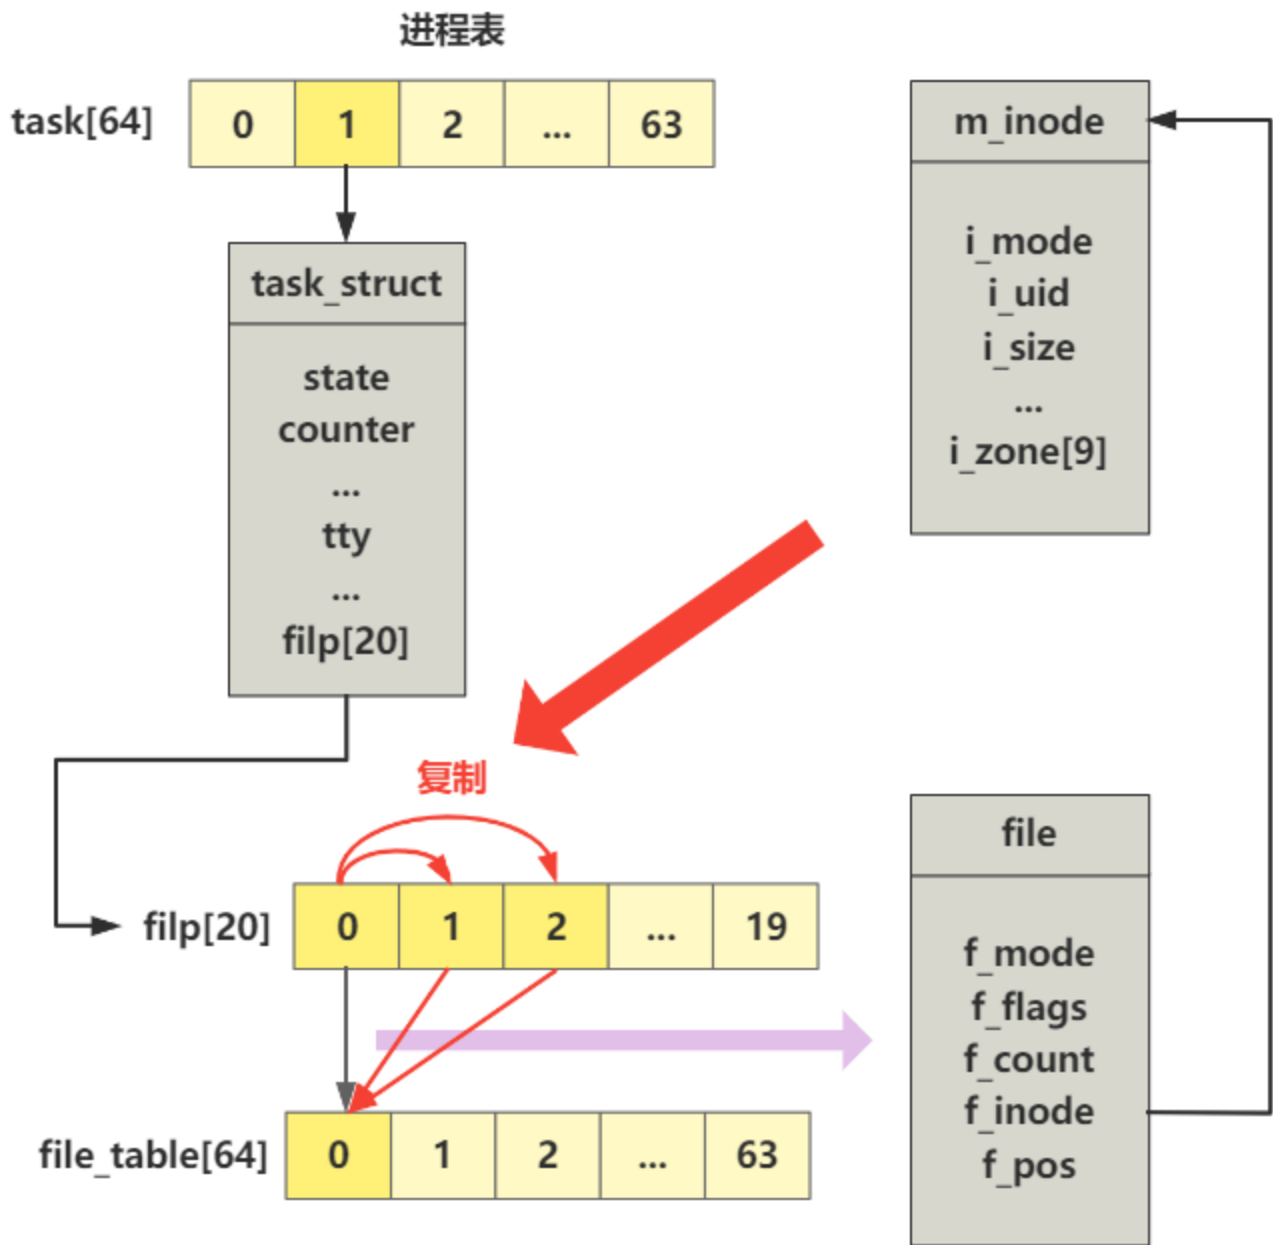 进程表
task[64]
0 1 2 ... 63
task_struct
state
counter
...
tty
...
filp[20]
m_inode
i_mode
i_uid
i_size
...
i_zone[9]
复制
filp[20]
0 1 2 ... 19
file_table[64]
0 1 2 ... 63
file
f_mode
f_flags
f_count
f_inode
f_pos